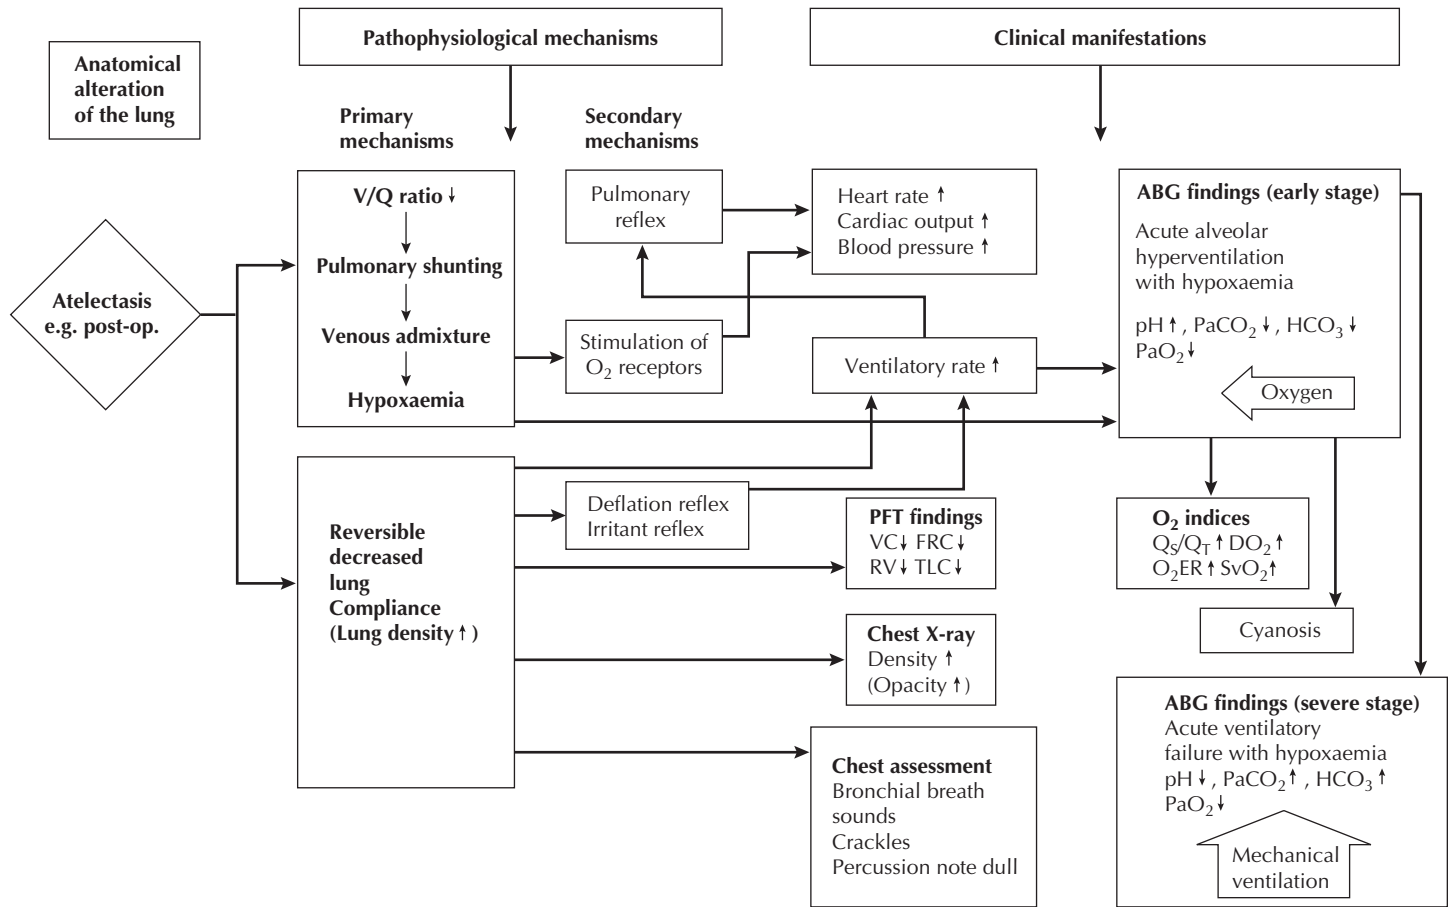 Pathophysiological mechanisms
Clinical manifestations
Anatomical
alteration
of the lung
Primary
mechanisms
Secondary
mechanisms
Atelectasis
e.g. post-op.
V/Q ratio ↓
Pulmonary shunting
Venous admixture
Hypoxaemia
Pulmonary
reflex
Stimulation of
O₂ receptors
Heart rate ↑
Cardiac output ↑
Blood pressure ↑
Ventilatory rate ↑
ABG findings (early stage)
Acute alveolar
hyperventilation
with hypoxaemia
pH ↑ , PaCO₂ ↓ , HCO₃ ↓
PaO₂ ↓
Oxygen
Reversible
decreased
lung
Compliance
(Lung density ↑ )
Deflation reflex
Irritant reflex
PFT findings
VC ↓ FRC ↓
RV ↓ TLC ↓
Chest X-ray
Density ↑
(Opacity ↑ )
Chest assessment
Bronchial breath
sounds
Crackles
Percussion note dull
O₂ indices
Q_S/Q_T ↑ DO₂ ↑
O₂ER ↑ SvO₂ ↑
Cyanosis
ABG findings (severe stage)
Acute ventilatory
failure with hypoxaemia
pH ↓ , PaCO₂ ↑ , HCO₃ ↑
PaO₂ ↓
Mechanical
ventilation